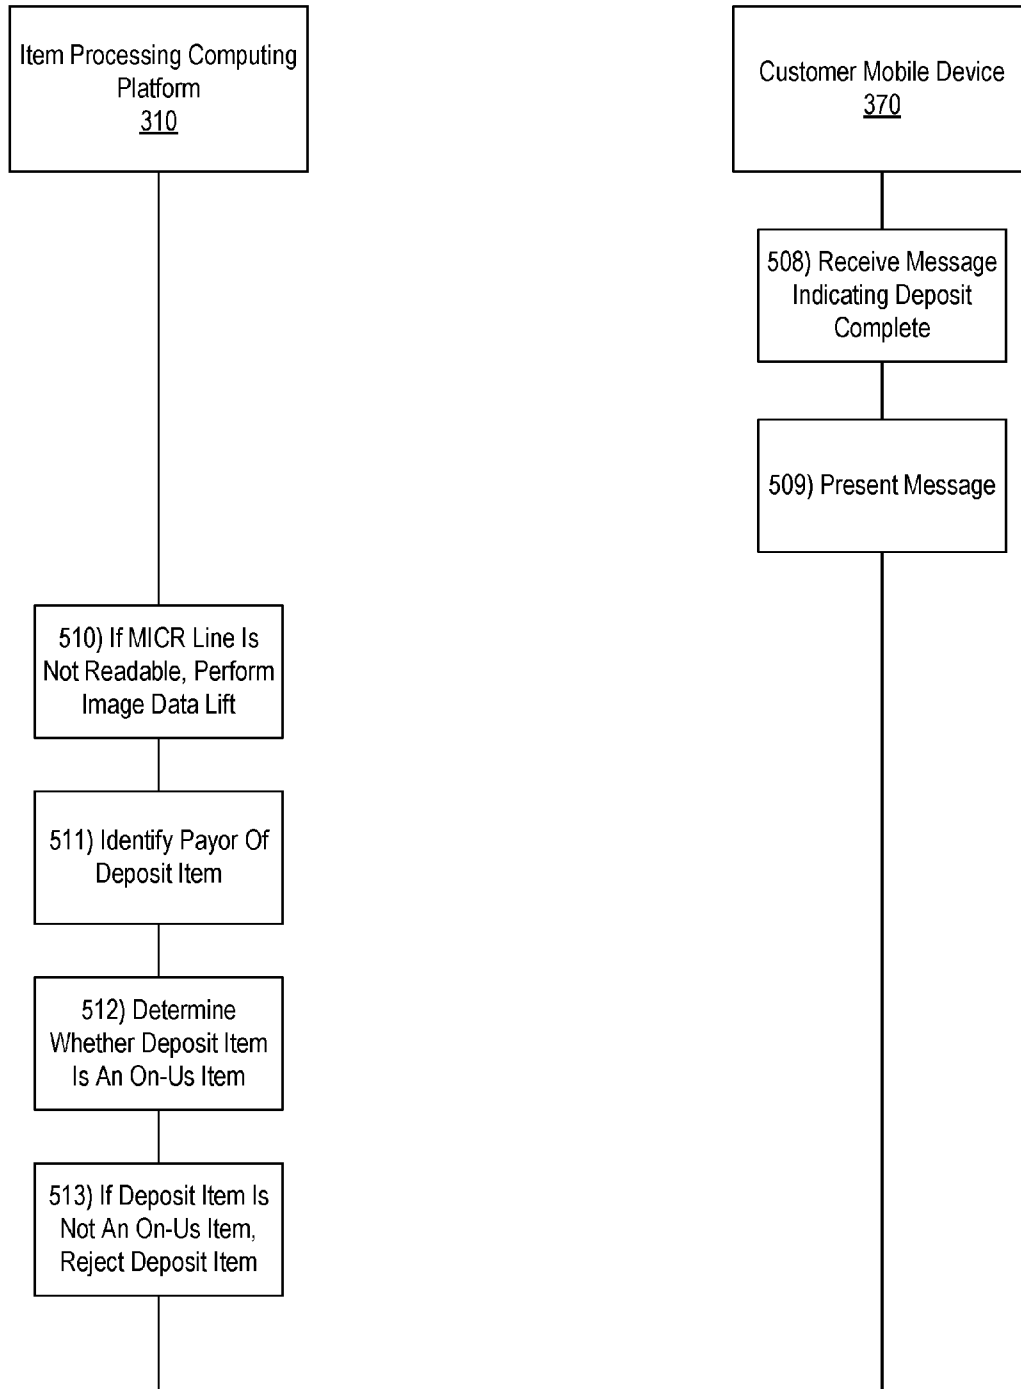 Item Processing Computing
Platform
310
Customer Mobile Device
370
508) Receive Message
Indicating Deposit
Complete
509) Present Message
510) If MICR Line Is
Not Readable, Perform
Image Data Lift
511) Identify Payor Of
Deposit Item
512) Determine
Whether Deposit Item
Is An On-Us Item
513) If Deposit Item Is
Not An On-Us Item,
Reject Deposit Item